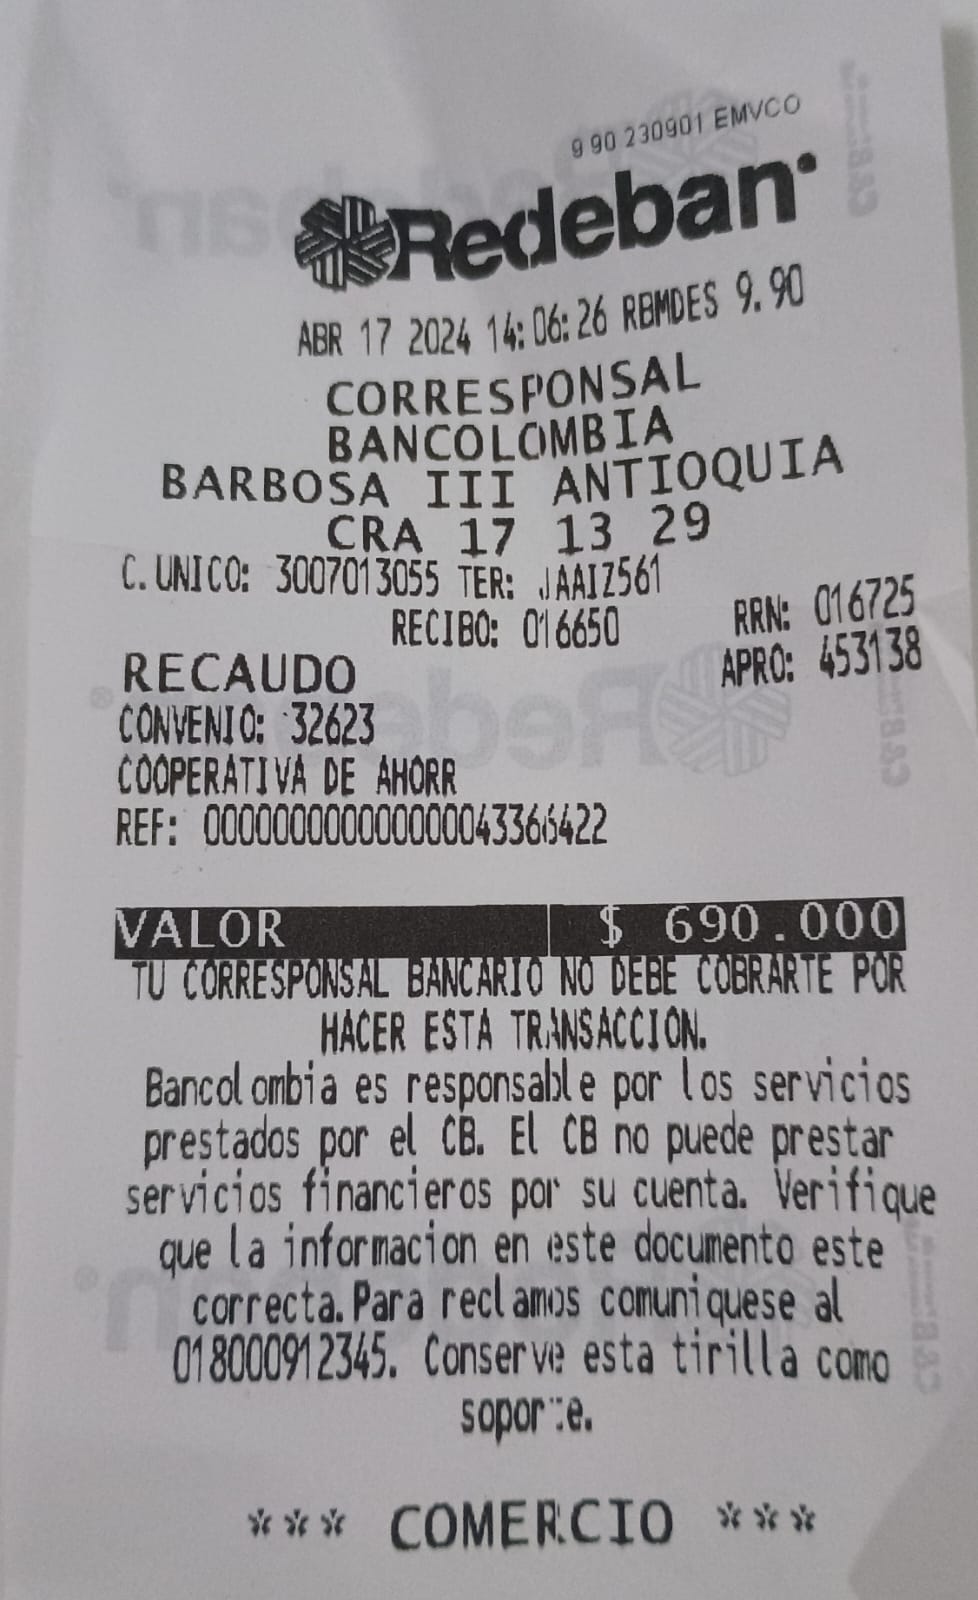 9 90 230901 EMVCO
Redeban
ABR 17 2024 14:06:26 RBMDES 9.90
CORRESPONSAL
BANCOLOMBIA
BARBOSA III ANTIOQUIA
CRA 17 13 29
C. UNICO: 3007013055 TER: JAAIZ561
RECIBO: 016650 RRN: 016725
RECAUDO APRO: 453138
CONVENIO: 32623
COOPERATIVA DE AHORR
REF: 000000000000000043366422
VALOR $ 690.000
TU CORRESPONSAL BANCARIO NO DEBE COBRARTE POR
HACER ESTA TRANSACCION.
Bancolombia es responsable por los servicios
prestados por el CB. El CB no puede prestar
servicios financieros por su cuenta. Verifique
que la informacion en este documento este
correcta. Para reclamos comuniquese al
018000912345. Conserve esta tirilla como
soporte.
*** COMERCIO ***